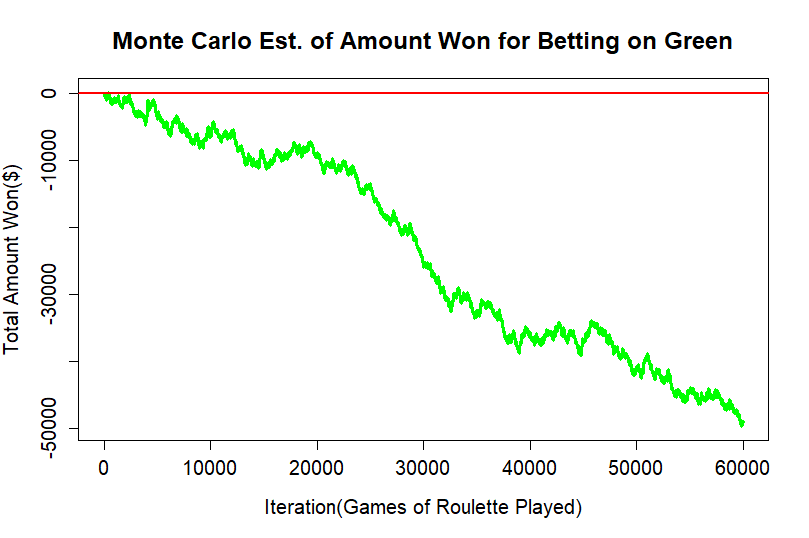 Monte Carlo Est. of Amount Won for Betting on Green
Total Amount Won($)
0
-10000
-30000
-50000
0 10000 20000 30000 40000 50000 60000
Iteration(Games of Roulette Played)